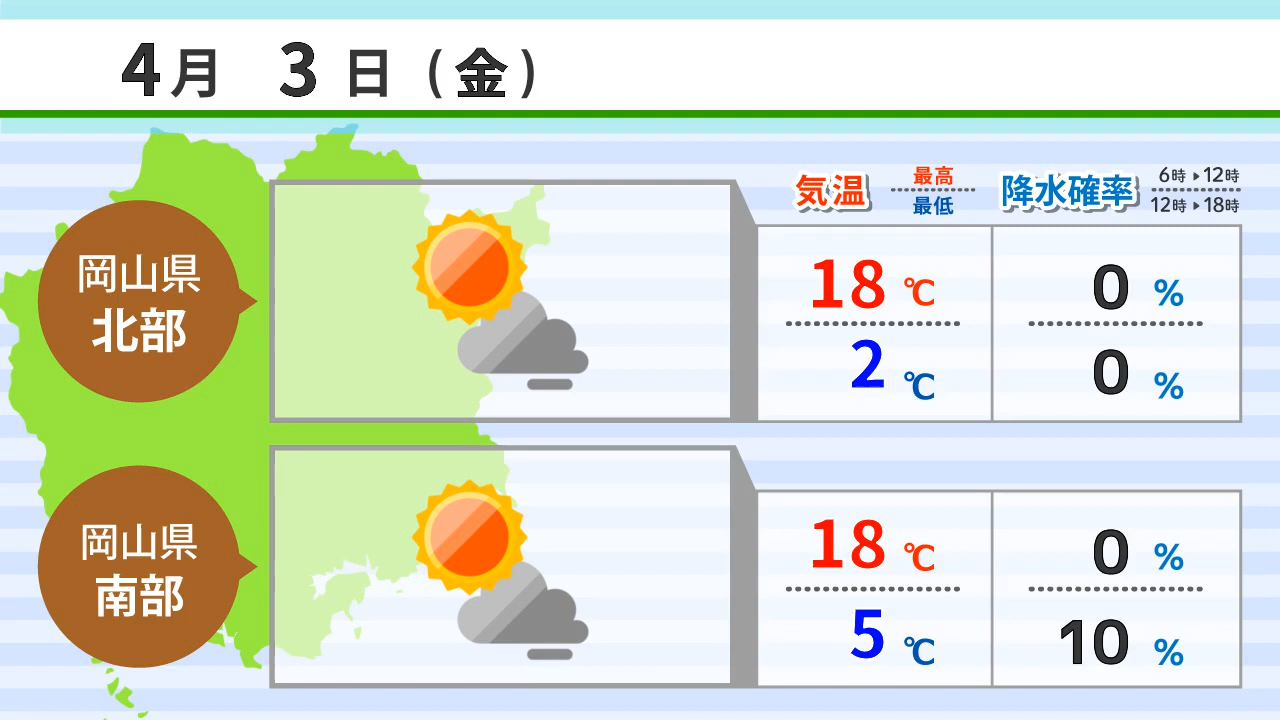 4月 3日(金)
気温 最高 最低
降水確率 6時▶12時 12時▶18時
岡山県
北部
18℃
2℃
0%
0%
岡山県
南部
18℃
5℃
0%
10%